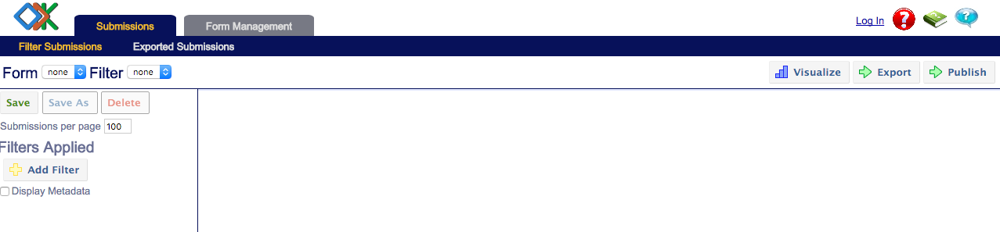 Submissions Form Management Log In
Filter Submissions Exported Submissions
Form none Filter none Visualize Export Publish
Save Save As Delete
Submissions per page 100
Filters Applied
Add Filter
Display Metadata